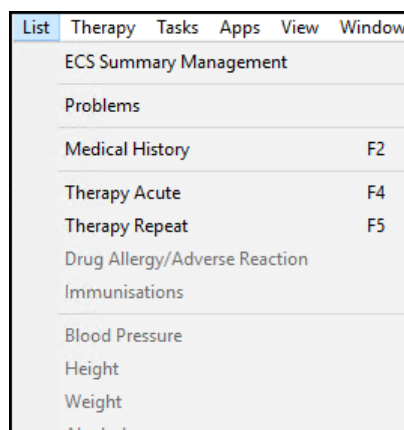 List Therapy Tasks Apps View Window
ECS Summary Management
Problems
Medical History F2
Therapy Acute F4
Therapy Repeat F5
Drug Allergy/Adverse Reaction
Immunisations
Blood Pressure
Height
Weight